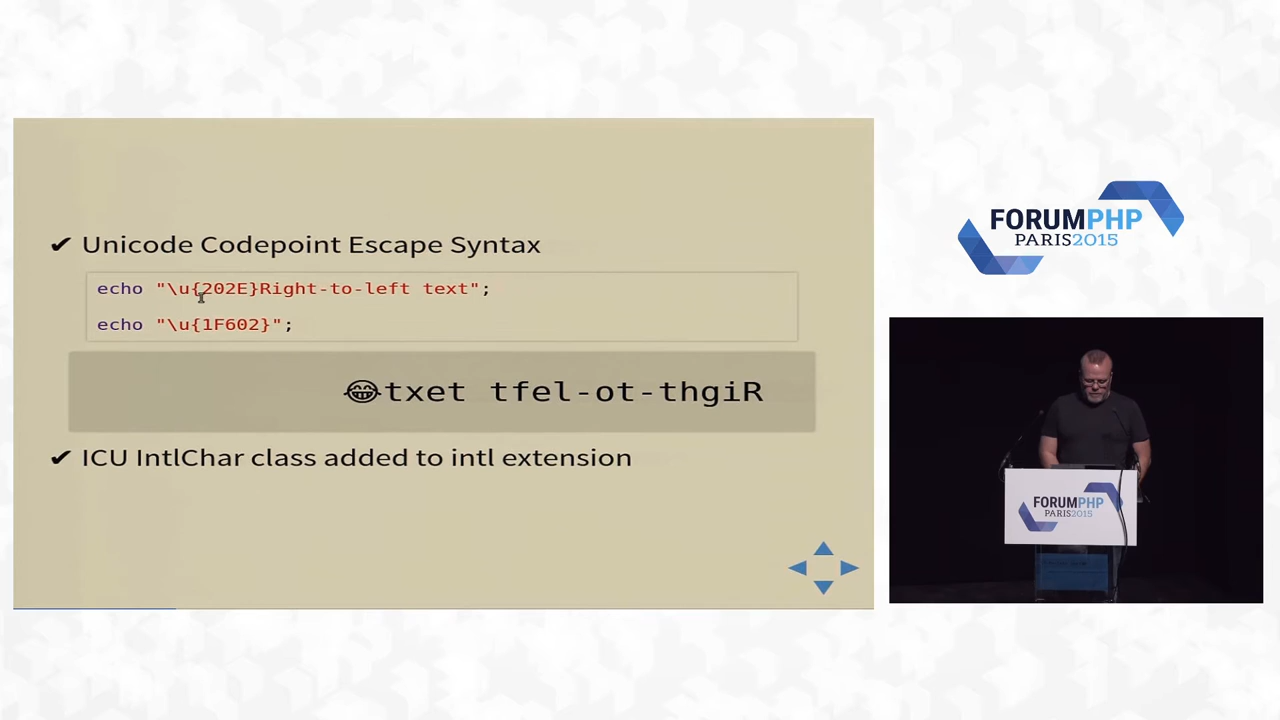 ✔ Unicode Codepoint Escape Syntax
echo "\u{202E}Right-to-left text";
echo "\u{1F602}";
😂txet tfel-ot-thgiR
✔ ICU IntlChar class added to intl extension
FORUMPHP
PARIS2015
FORUMPHP
PARIS2015